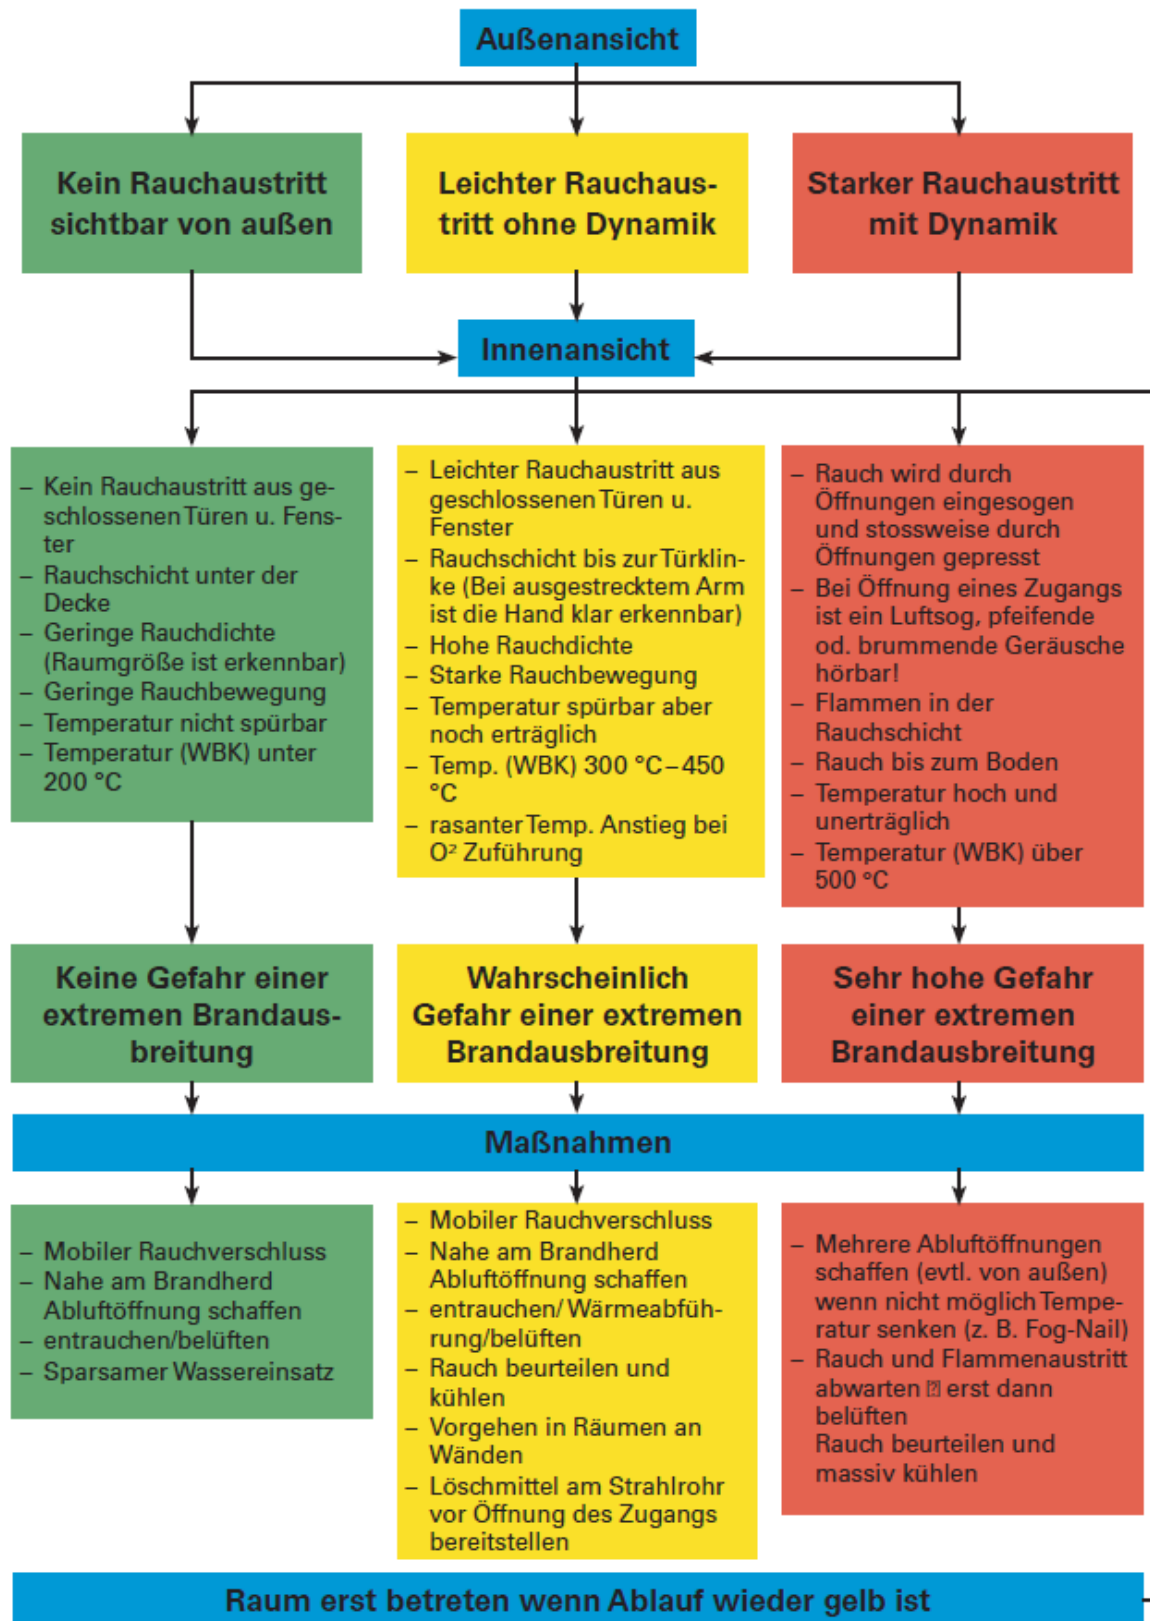 Außenansicht
Kein Rauchaustritt
sichtbar von außen
Leichter Rauchaus-
tritt ohne Dynamik
Starker Rauchaustritt
mit Dynamik
Innenansicht
– Kein Rauchaustritt aus ge-
schlossenen Türen u. Fens-
ter
– Rauchschicht unter der
Decke
– Geringe Rauchdichte
(Raumgröße ist erkennbar)
– Geringe Rauchbewegung
– Temperatur nicht spürbar
– Temperatur (WBK) unter
200 °C
– Leichter Rauchaustritt aus
geschlossenen Türen u.
Fenster
– Rauchschicht bis zur Türklin-
ke (Bei ausgestrecktem Arm
ist die Hand klar erkennbar)
– Hohe Rauchdichte
– Starke Rauchbewegung
– Temperatur spürbar aber
noch erträglich
– Temp. (WBK) 300 °C–450
°C
– rasanter Temp. Anstieg bei
O² Zuführung
– Rauch wird durch
Öffnungen eingesogen
und stossweise durch
Öffnungen gepresst
– Bei Öffnung eines Zugangs
ist ein Luftsog, pfeifende
od. brummende Geräusche
hörbar!
– Flammen in der
Rauchschicht
– Rauch bis zum Boden
– Temperatur hoch und
unerträglich
– Temperatur (WBK) über
500 °C
Keine Gefahr einer
extremen Brandaus-
breitung
Wahrscheinlich
Gefahr einer extremen
Brandausbreitung
Sehr hohe Gefahr
einer extremen
Brandausbreitung
Maßnahmen
– Mobiler Rauchverschluss
– Nahe am Brandherd
Abluftöffnung schaffen
– entrauchen/belüften
– Sparsamer Wassereinsatz
– Mobiler Rauchverschluss
– Nahe am Brandherd
Abluftöffnung schaffen
– entrauchen/ Wärmeabfüh-
rung/belüften
– Rauch beurteilen und
kühlen
– Vorgehen in Räumen an
Wänden
– Löschmittel am Strahlrohr
vor Öffnung des Zugangs
bereitstellen
– Mehrere Abluftöffnungen
schaffen (evtl. von außen)
wenn nicht möglich Tempe-
ratur senken (z. B. Fog-Nail)
– Rauch und Flammenaustritt
abwarten erst dann
belüften
Rauch beurteilen und
massiv kühlen
Raum erst betreten wenn Ablauf wieder gelb ist